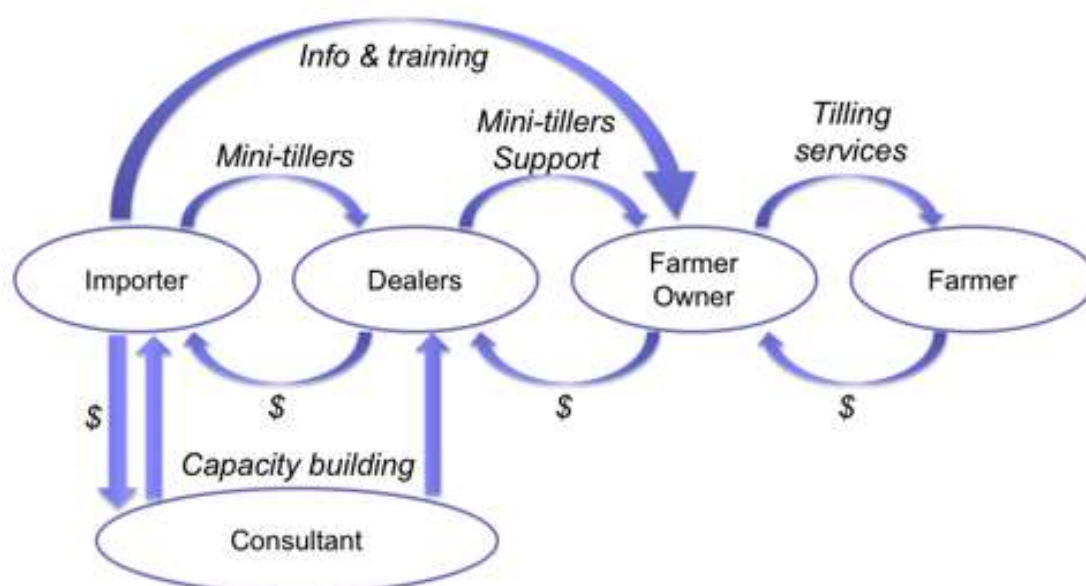 Info & training
Mini-tillers
Mini-tillers
Support
Tilling
services
Importer
Dealers
Farmer
Owner
Farmer
$
$
$
$
Capacity building
Consultant